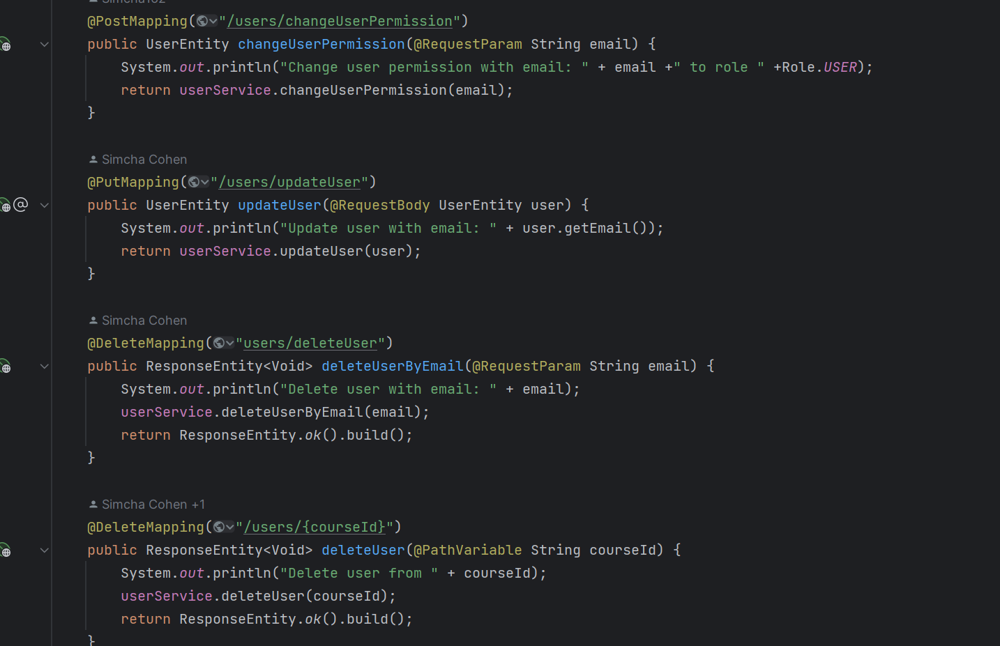 @PostMapping("/users/changeUserPermission")
public UserEntity changeUserPermission(@RequestParam String email) {
System.out.println("Change user permission with email: " + email +" to role " +Role.USER);
return userService.changeUserPermission(email);
}
Simcha Cohen
@PutMapping("/users/updateUser")
public UserEntity updateUser(@RequestBody UserEntity user) {
System.out.println("Update user with email: " + user.getEmail());
return userService.updateUser(user);
}
Simcha Cohen
@DeleteMapping("users/deleteUser")
public ResponseEntity<Void> deleteUserByEmail(@RequestParam String email) {
System.out.println("Delete user with email: " + email);
userService.deleteUserByEmail(email);
return ResponseEntity.ok().build();
}
Simcha Cohen +1
@DeleteMapping("/users/{courseId}")
public ResponseEntity<Void> deleteUser(@PathVariable String courseId) {
System.out.println("Delete user from " + courseId);
userService.deleteUser(courseId);
return ResponseEntity.ok().build();
}